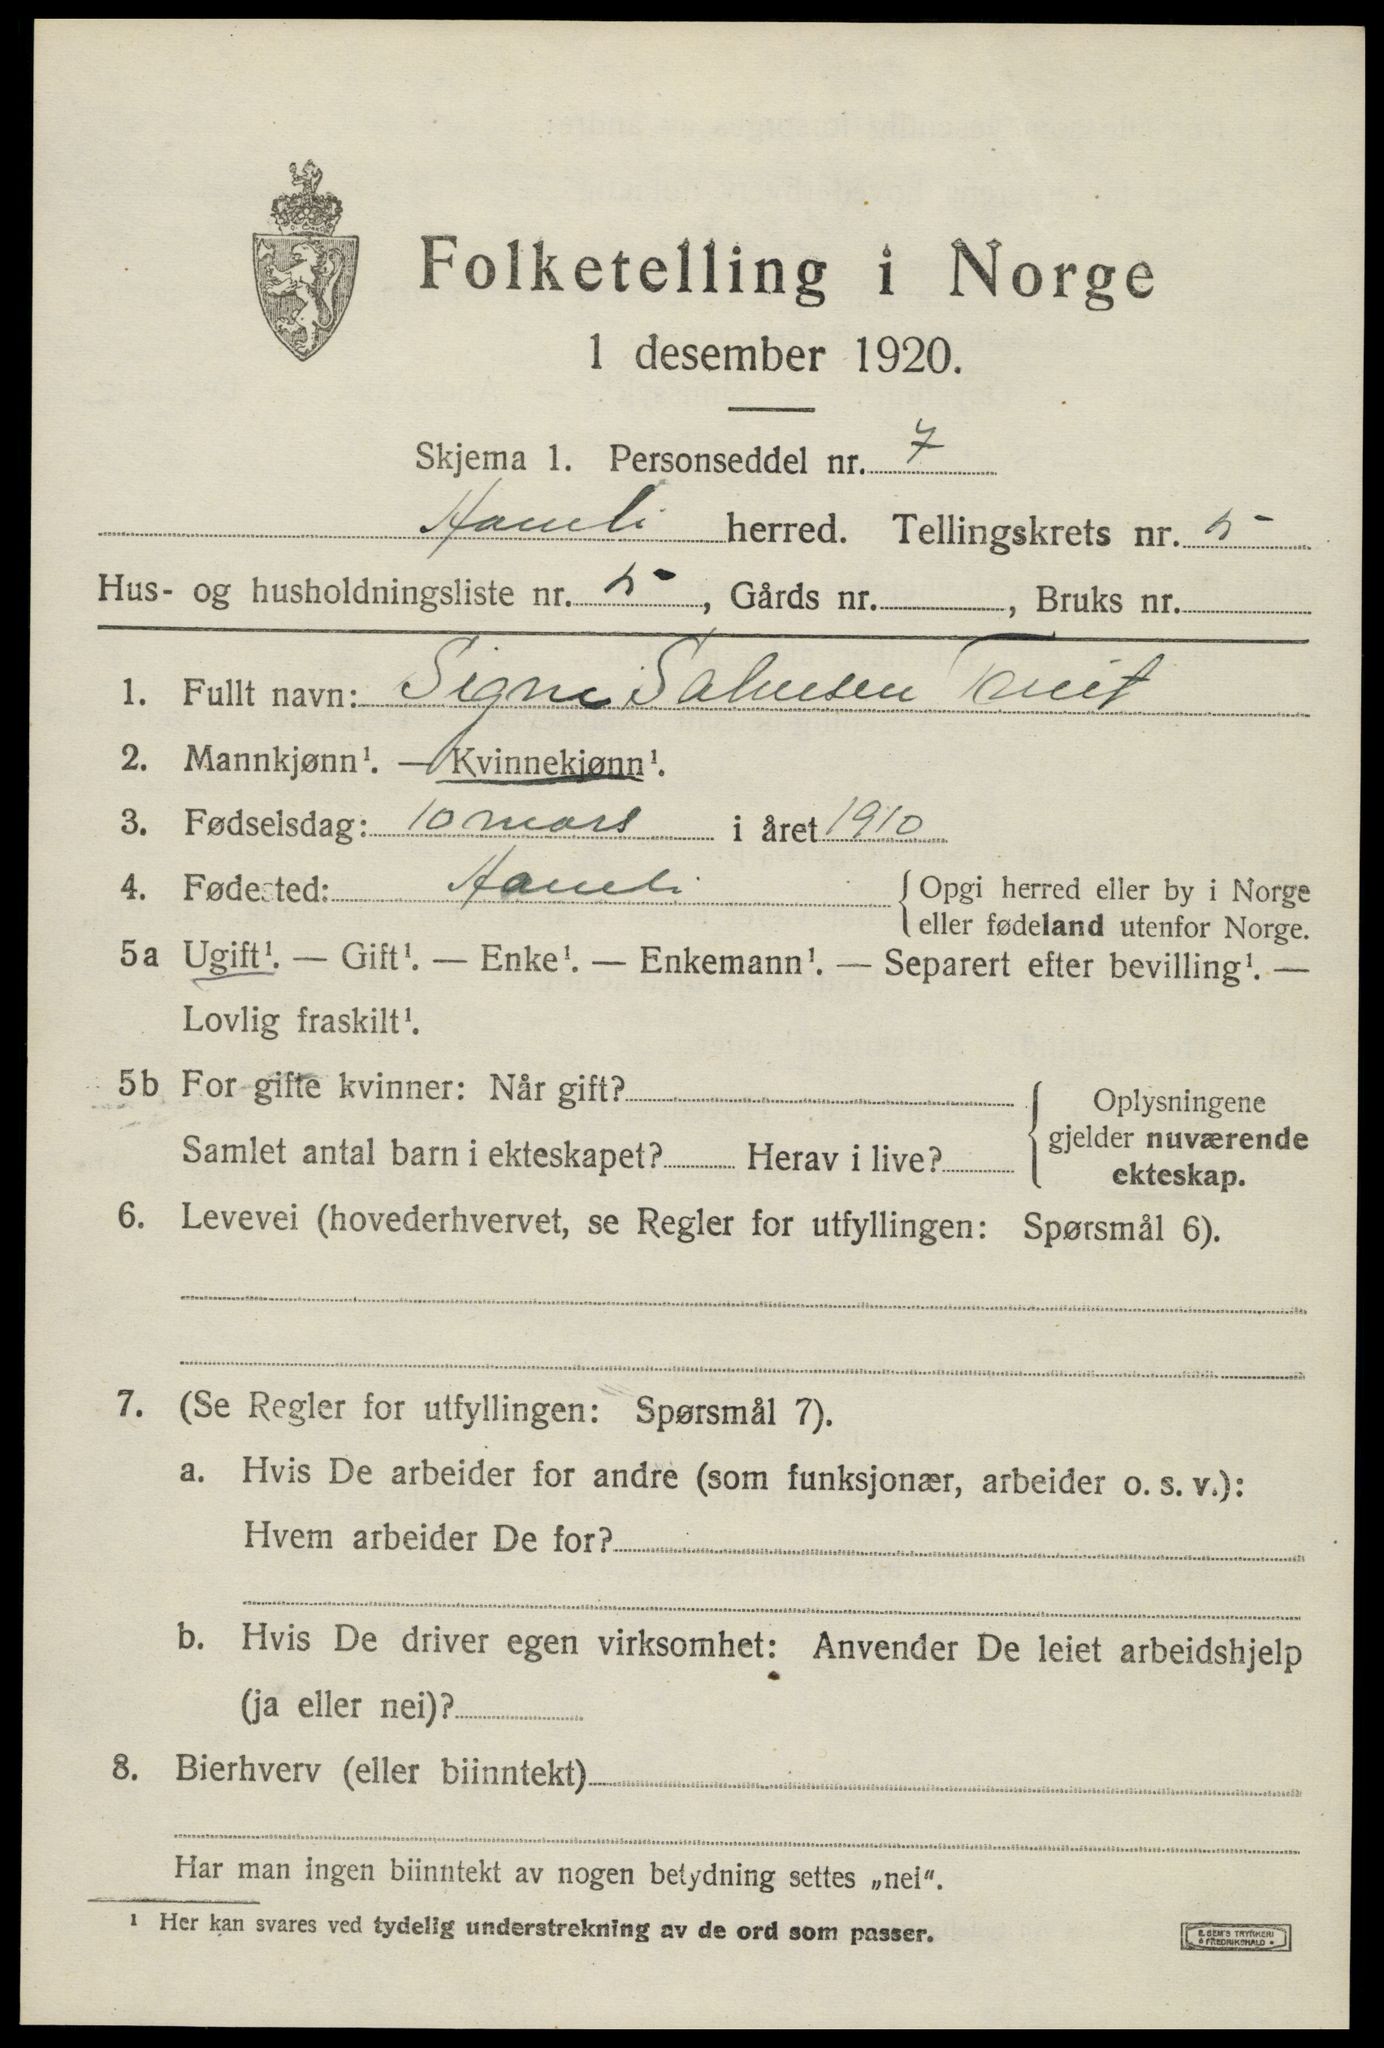 Folketelling i Norge
1 desember 1920.
Skjema 1. Personseddel nr. 7
Aamli herred. Tellingskrets nr. 5
Hus- og husholdningsliste nr. 5, Gårds nr. , Bruks nr.
1. Fullt navn: Signe Salvesen Tveit
2. Mannkjønn¹. — Kvinnekjønn¹.
3. Fødselsdag: 10 mars i året 1910
4. Fødested: Aamli { Opgi herred eller by i Norge
eller fødeland utenfor Norge.
5a Ugift¹. — Gift¹. — Enke¹. — Enkemann¹. — Separert efter bevilling¹. —
Lovlig fraskilt¹.
5b For gifte kvinner: Når gift? { Oplysningene
gjelder nuværende
Samlet antal barn i ekteskapet? Herav i live? ekteskap.
6. Levevei (hovederhvervet, se Regler for utfyllingen: Spørsmål 6).
7. (Se Regler for utfyllingen: Spørsmål 7).
a. Hvis De arbeider for andre (som funksjonær, arbeider o. s. v.):
Hvem arbeider De for?
b. Hvis De driver egen virksomhet: Anvender De leiet arbeidshjelp
(ja eller nei)?
8. Bierhverv (eller biinntekt)
Har man ingen biinntekt av nogen betydning settes „nei“.
¹ Her kan svares ved tydelig understrekning av de ord som passer.
E. SEM'S TRYKKERI
FREDRIKSHALD